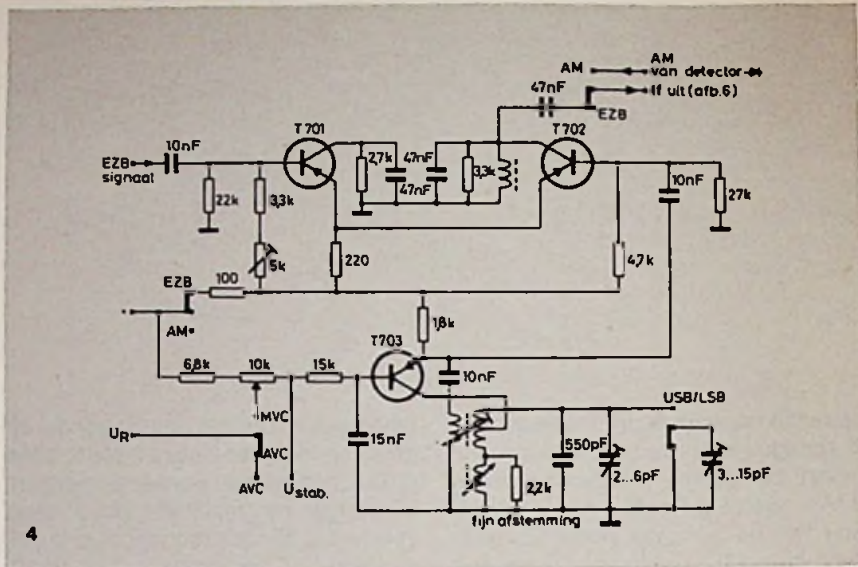 AM
AM
van detector
47nF
lf uit (afb.6)
EZB
T701
T702
10nF
EZB
signaal
2,7k
47nF
47nF
3,3k
10nF
22k
3,3k
27k
5k
220
4,7k
EZB
100
AM
1,8k
T703
6,8k
10k
15k
10nF
MVC
USB/LSB
UR
AVC
15nF
550pF
2...6pF
3...15pF
AVC
Ustab.
2,2k
fijn afstemming
4